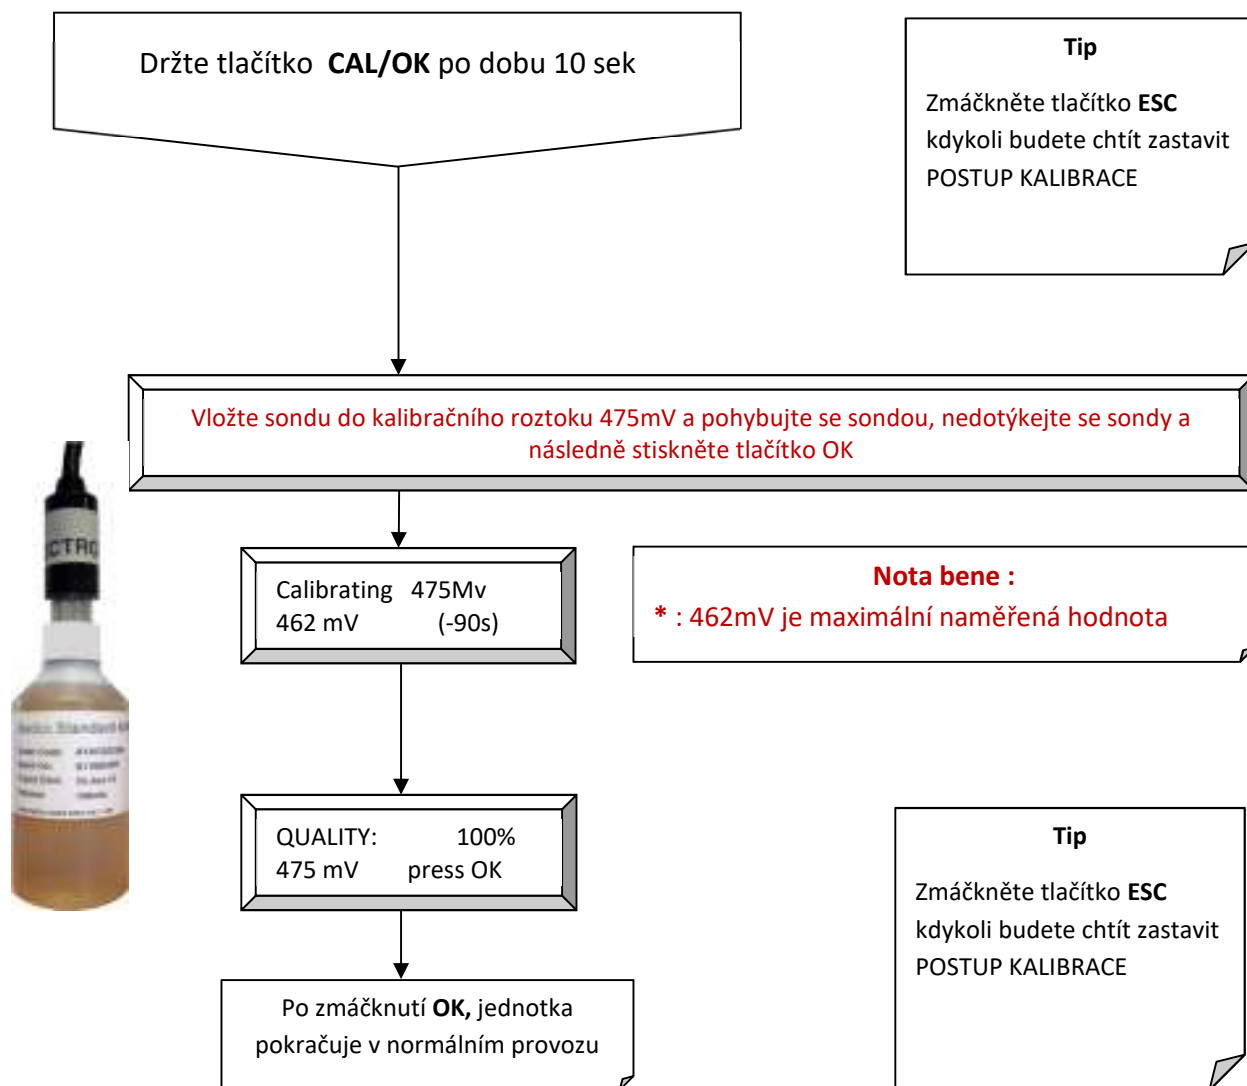 Držte tlačítko CAL/OK po dobu 10 sek
Tip
Zmáčkněte tlačítko ESC
kdykoli budete chtít zastavit
POSTUP KALIBRACE
Vložte sondu do kalibračního roztoku 475mV a pohybujte se sondou, nedotýkejte se sondy a
následně stiskněte tlačítko OK
CTRO
Calibrating 475Mv
462 mV (-90s)
Nota bene :
* : 462mV je maximální naměřená hodnota
Standard
QUALITY: 100%
475 mV press OK
Tip
Zmáčkněte tlačítko ESC
kdykoli budete chtít zastavit
POSTUP KALIBRACE
Po zmáčknutí OK, jednotka
pokračuje v normálním provozu